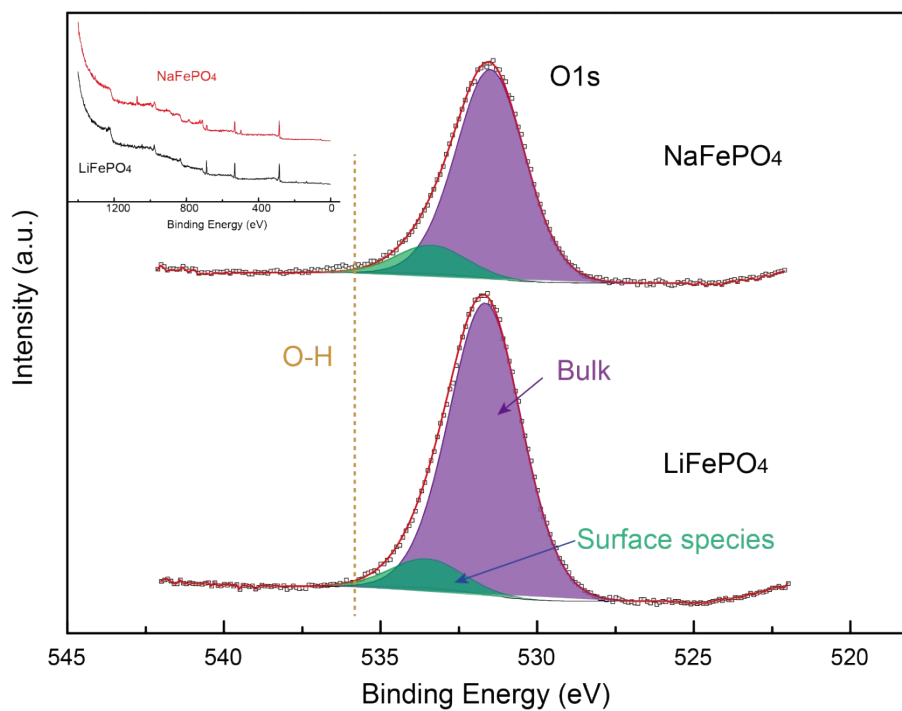 NaFePO₄
LiFePO₄
1200
800
400
0
Binding Energy (eV)
O1s
NaFePO₄
O-H
Bulk
LiFePO₄
Surface species
Intensity (a.u.)
545
540
535
530
525
520
Binding Energy (eV)